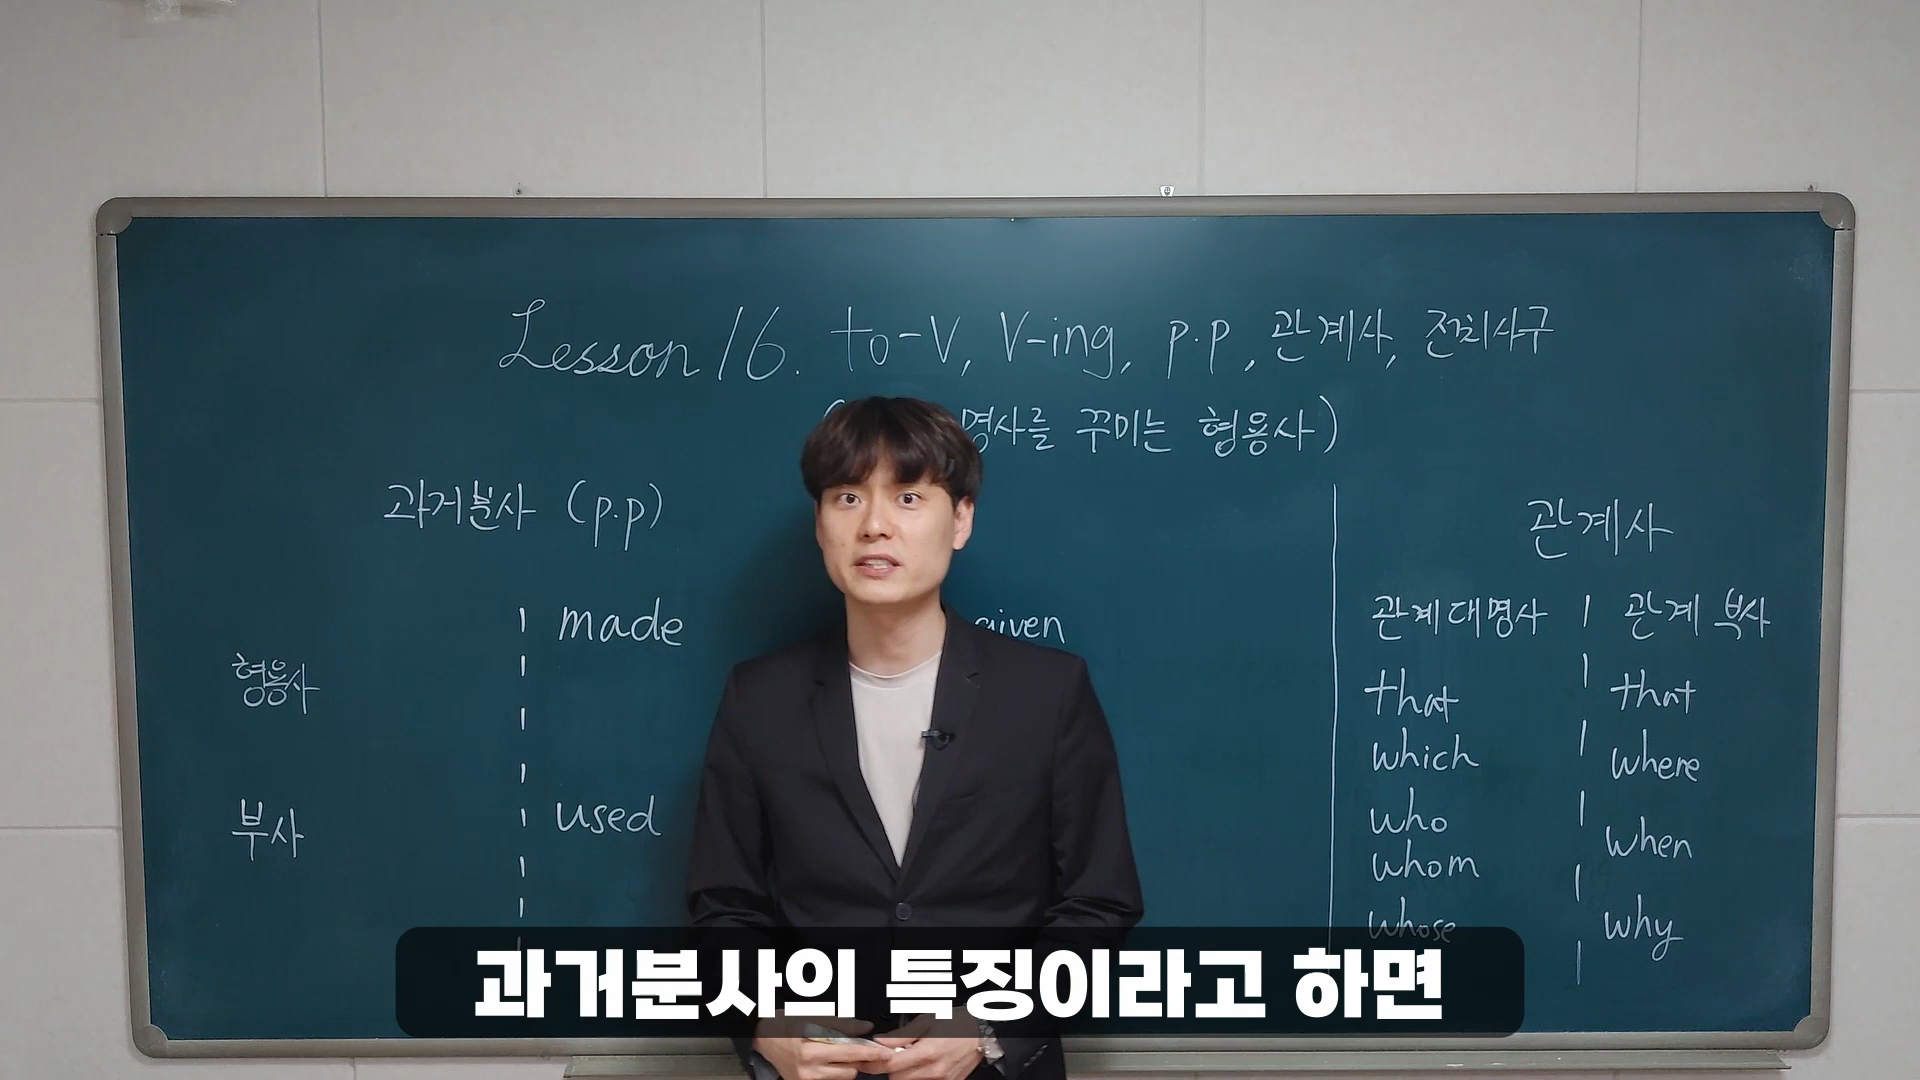 Lesson 16. to-V, V-ing, p.p, 관계사, 전치사구
명사를 꾸미는 형용사)
과거분사 (p.p)
관계사
made given
관계대명사 관계 부사
형용사
that that
which where
부사 used
who when
whom
whose why
과거분사의 특징이라고 하면